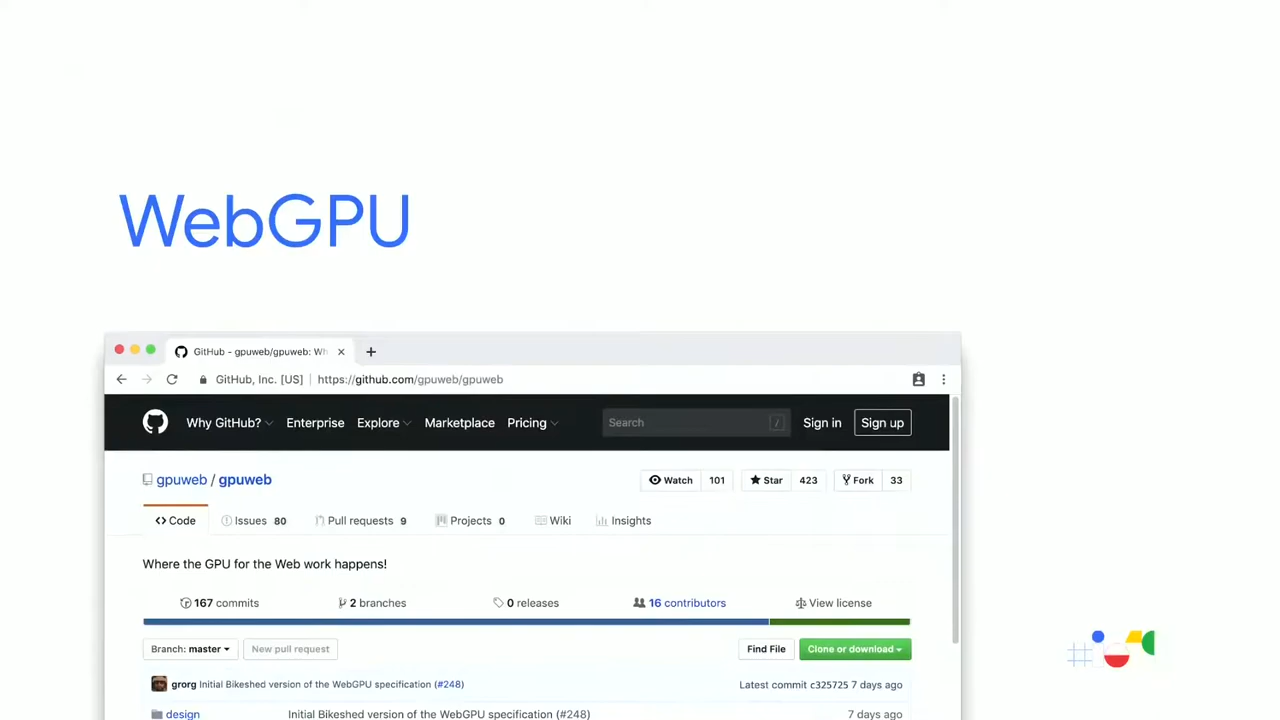 WebGPU
GitHub - gpuweb/gpuweb: Wh
GitHub, Inc. [US] | https://github.com/gpuweb/gpuweb
Why GitHub? Enterprise Explore Marketplace Pricing Search / Sign in Sign up
gpuweb / gpuweb Watch 101 Star 423 Fork 33
Code Issues 80 Pull requests 9 Projects 0 Wiki Insights
Where the GPU for the Web work happens!
167 commits 2 branches 0 releases 16 contributors View license
Branch: master New pull request Find File Clone or download
grorg Initial Bikeshed version of the WebGPU specification (#248) Latest commit c325725 7 days ago
design Initial Bikeshed version of the WebGPU specification (#248) 7 days ago